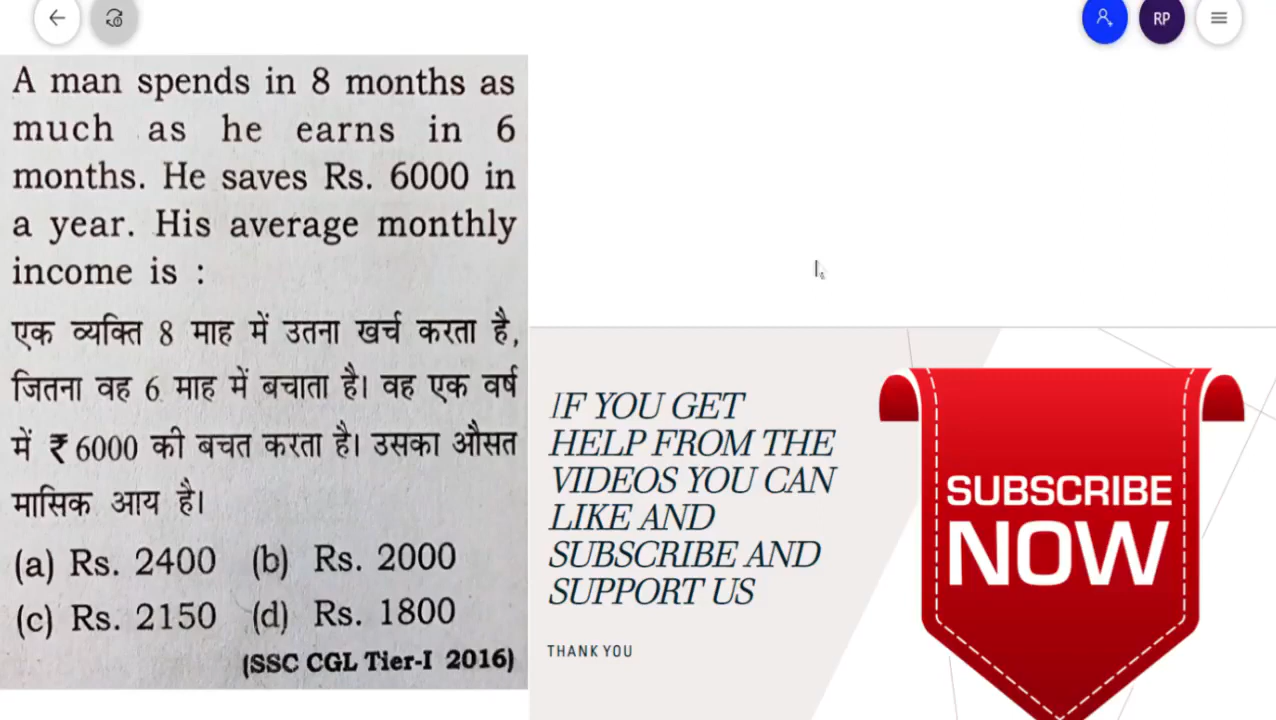 RP
A man spends in 8 months as
much as he earns in 6
months. He saves Rs. 6000 in
a year. His average monthly
income is :
एक व्यक्ति 8 माह में उतना खर्च करता है,
जितना वह 6 माह में बचाता है। वह एक वर्ष
में ₹ 6000 की बचत करता है। उसका औसत
मासिक आय है।
(a) Rs. 2400 (b) Rs. 2000
(c) Rs. 2150 (d) Rs. 1800
(SSC CGL Tier-I 2016)
IF YOU GET
HELP FROM THE
VIDEOS YOU CAN
LIKE AND
SUBSCRIBE AND
SUPPORT US
THANK YOU
SUBSCRIBE
NOW